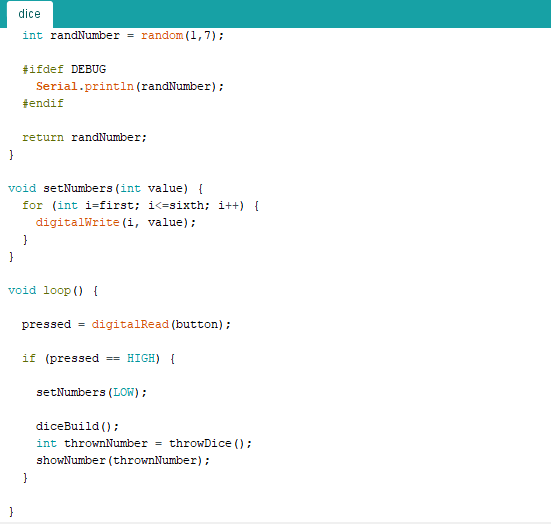 dice
int randNumber = random(1,7);
#ifdef DEBUG
Serial.println(randNumber);
#endif
return randNumber;
}
void setNumbers(int value) {
for (int i=first; i<=sixth; i++) {
digitalWrite(i, value);
}
}
void loop() {
pressed = digitalRead(button);
if (pressed == HIGH) {
setNumbers(LOW);
diceBuild();
int thrownNumber = throwDice();
showNumber(thrownNumber);
}
}